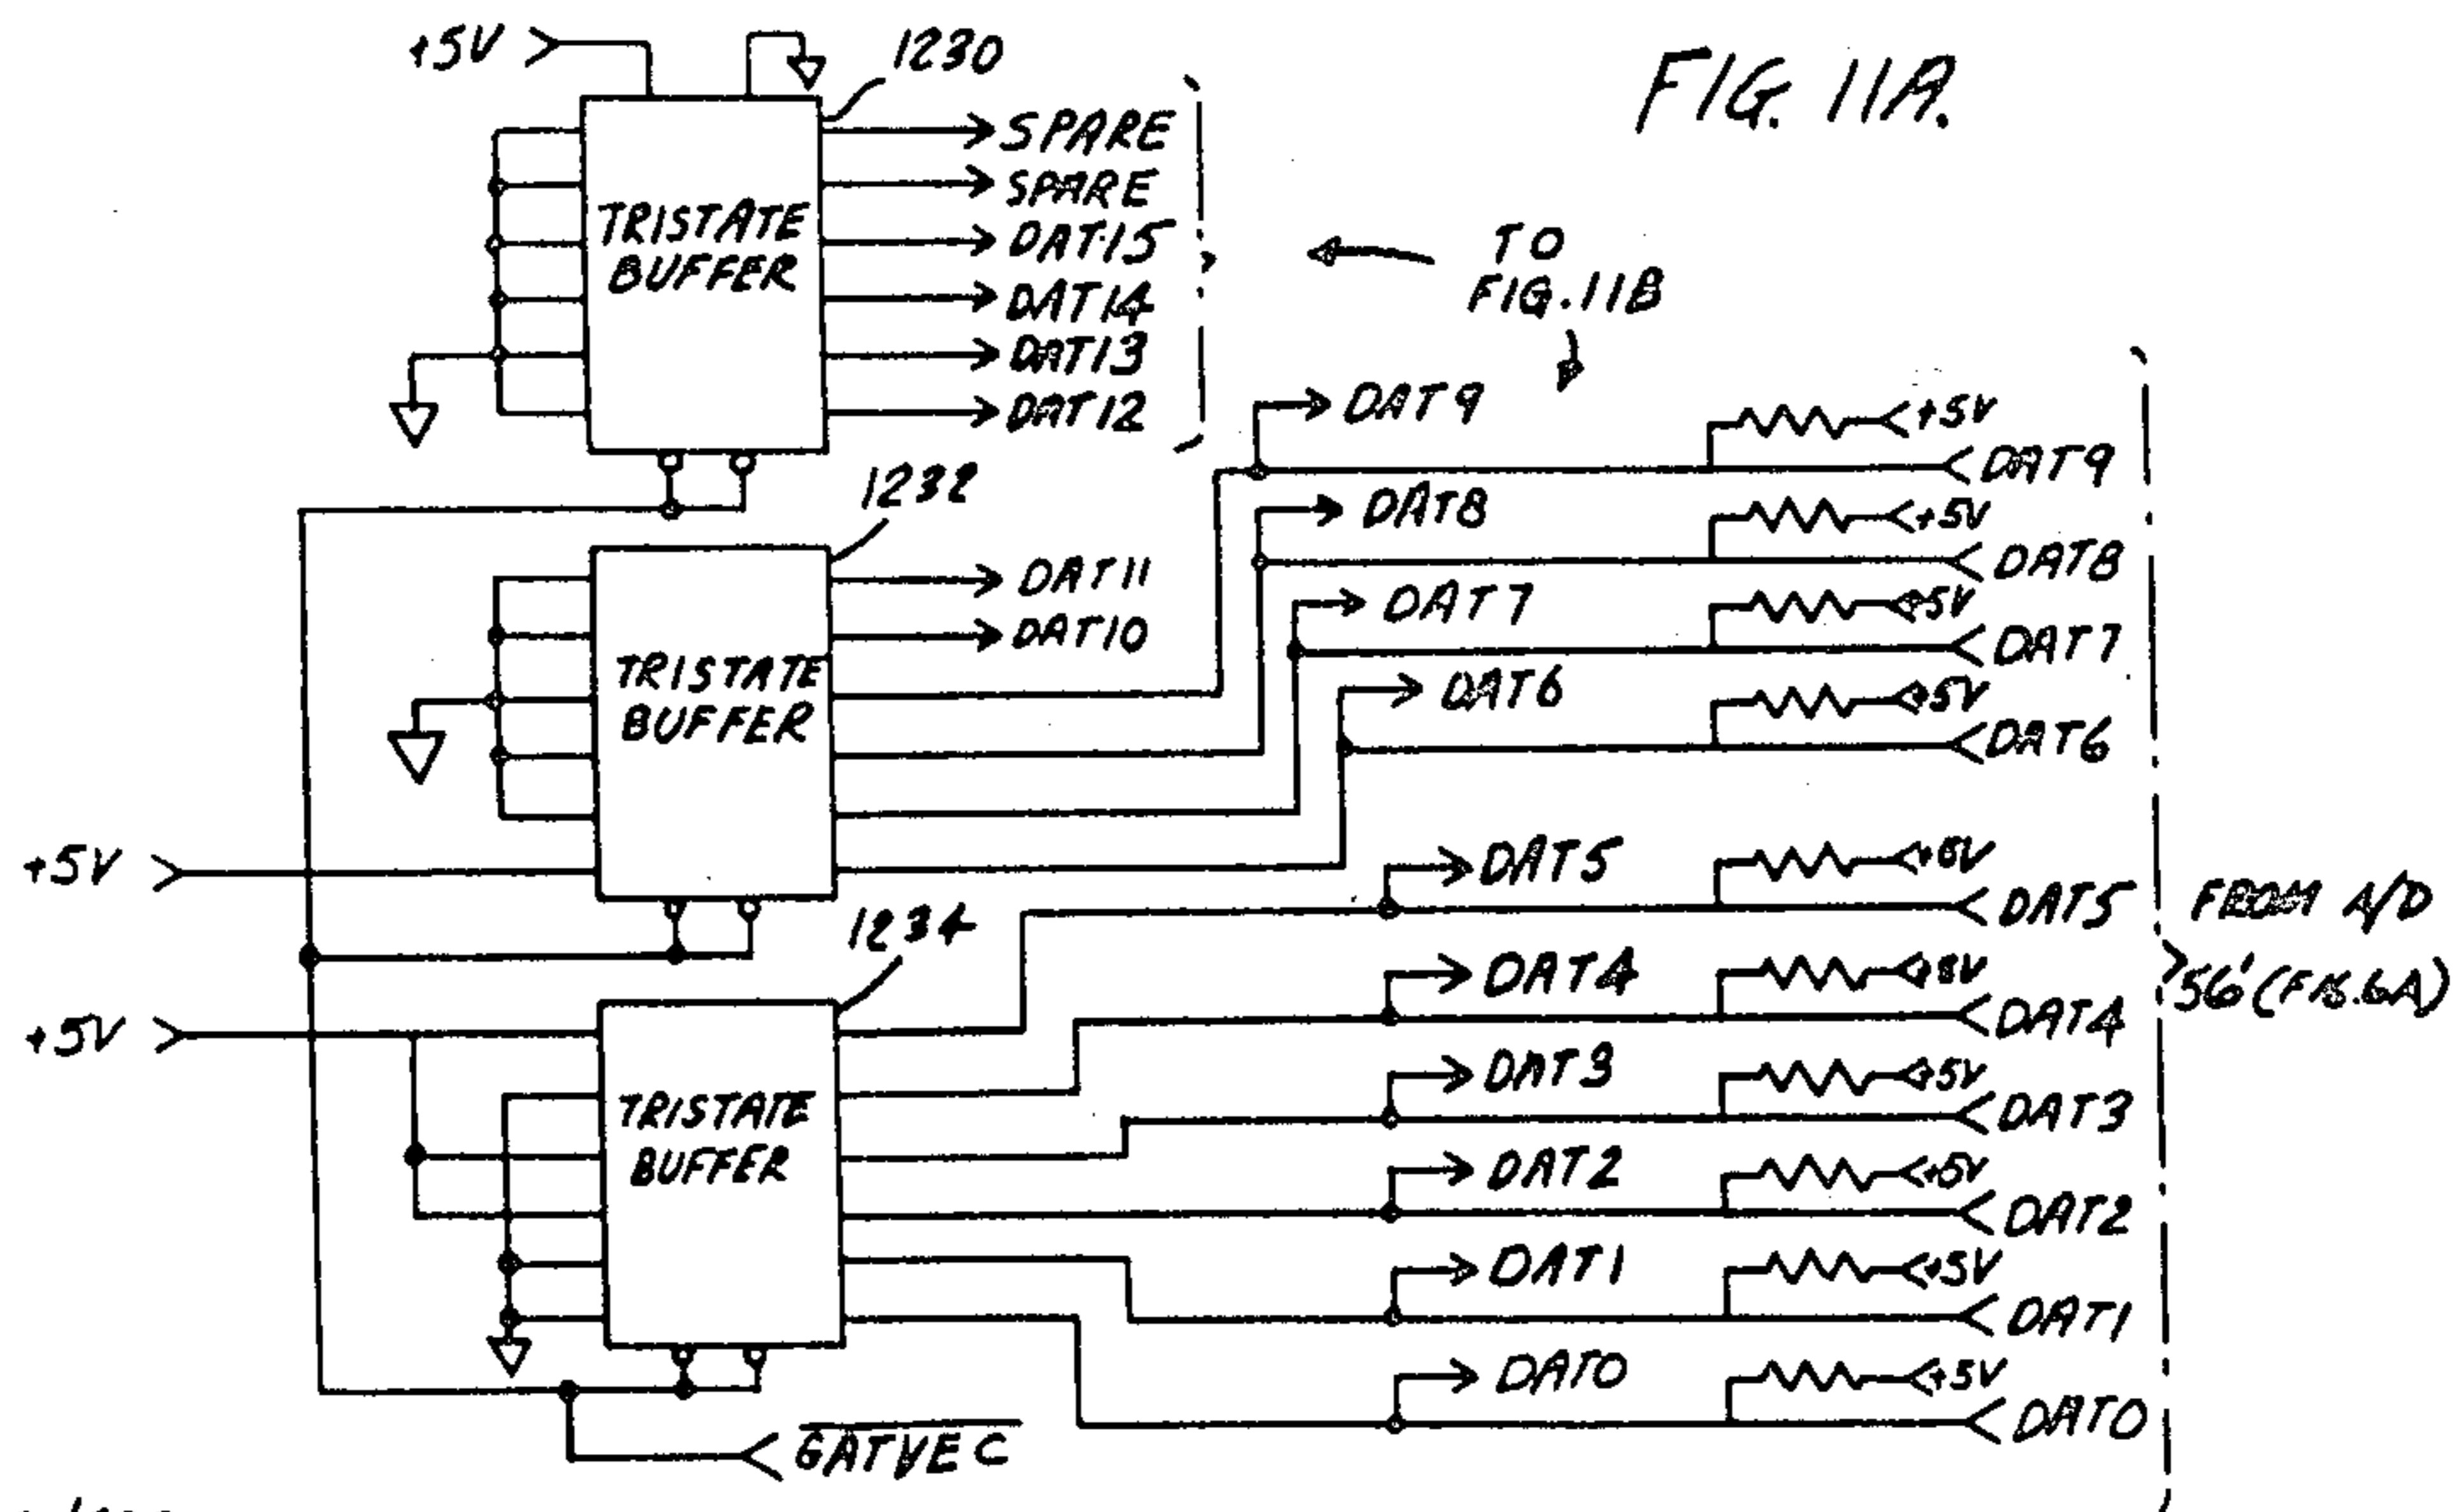 FIG. 11A.
+5V
1230
TRISTATE
BUFFER
SPARE
SPARE
DAT15
DAT14
DAT13
DAT12
TO
FIG. 11B
1232
TRISTATE
BUFFER
DAT11
DAT10
+5V
DAT9
+5V
DAT9
DAT8
+5V
DAT8
DAT7
+5V
DAT7
DAT6
+5V
DAT6
1234
+5V
TRISTATE
BUFFER
DAT5
+5V
DAT5
DAT4
+5V
DAT4
DAT3
+5V
DAT3
DAT2
+5V
DAT2
DAT1
+5V
DAT1
DAT0
+5V
DAT0
FROM A/D
56' (FIG. 6A)
GATVEC